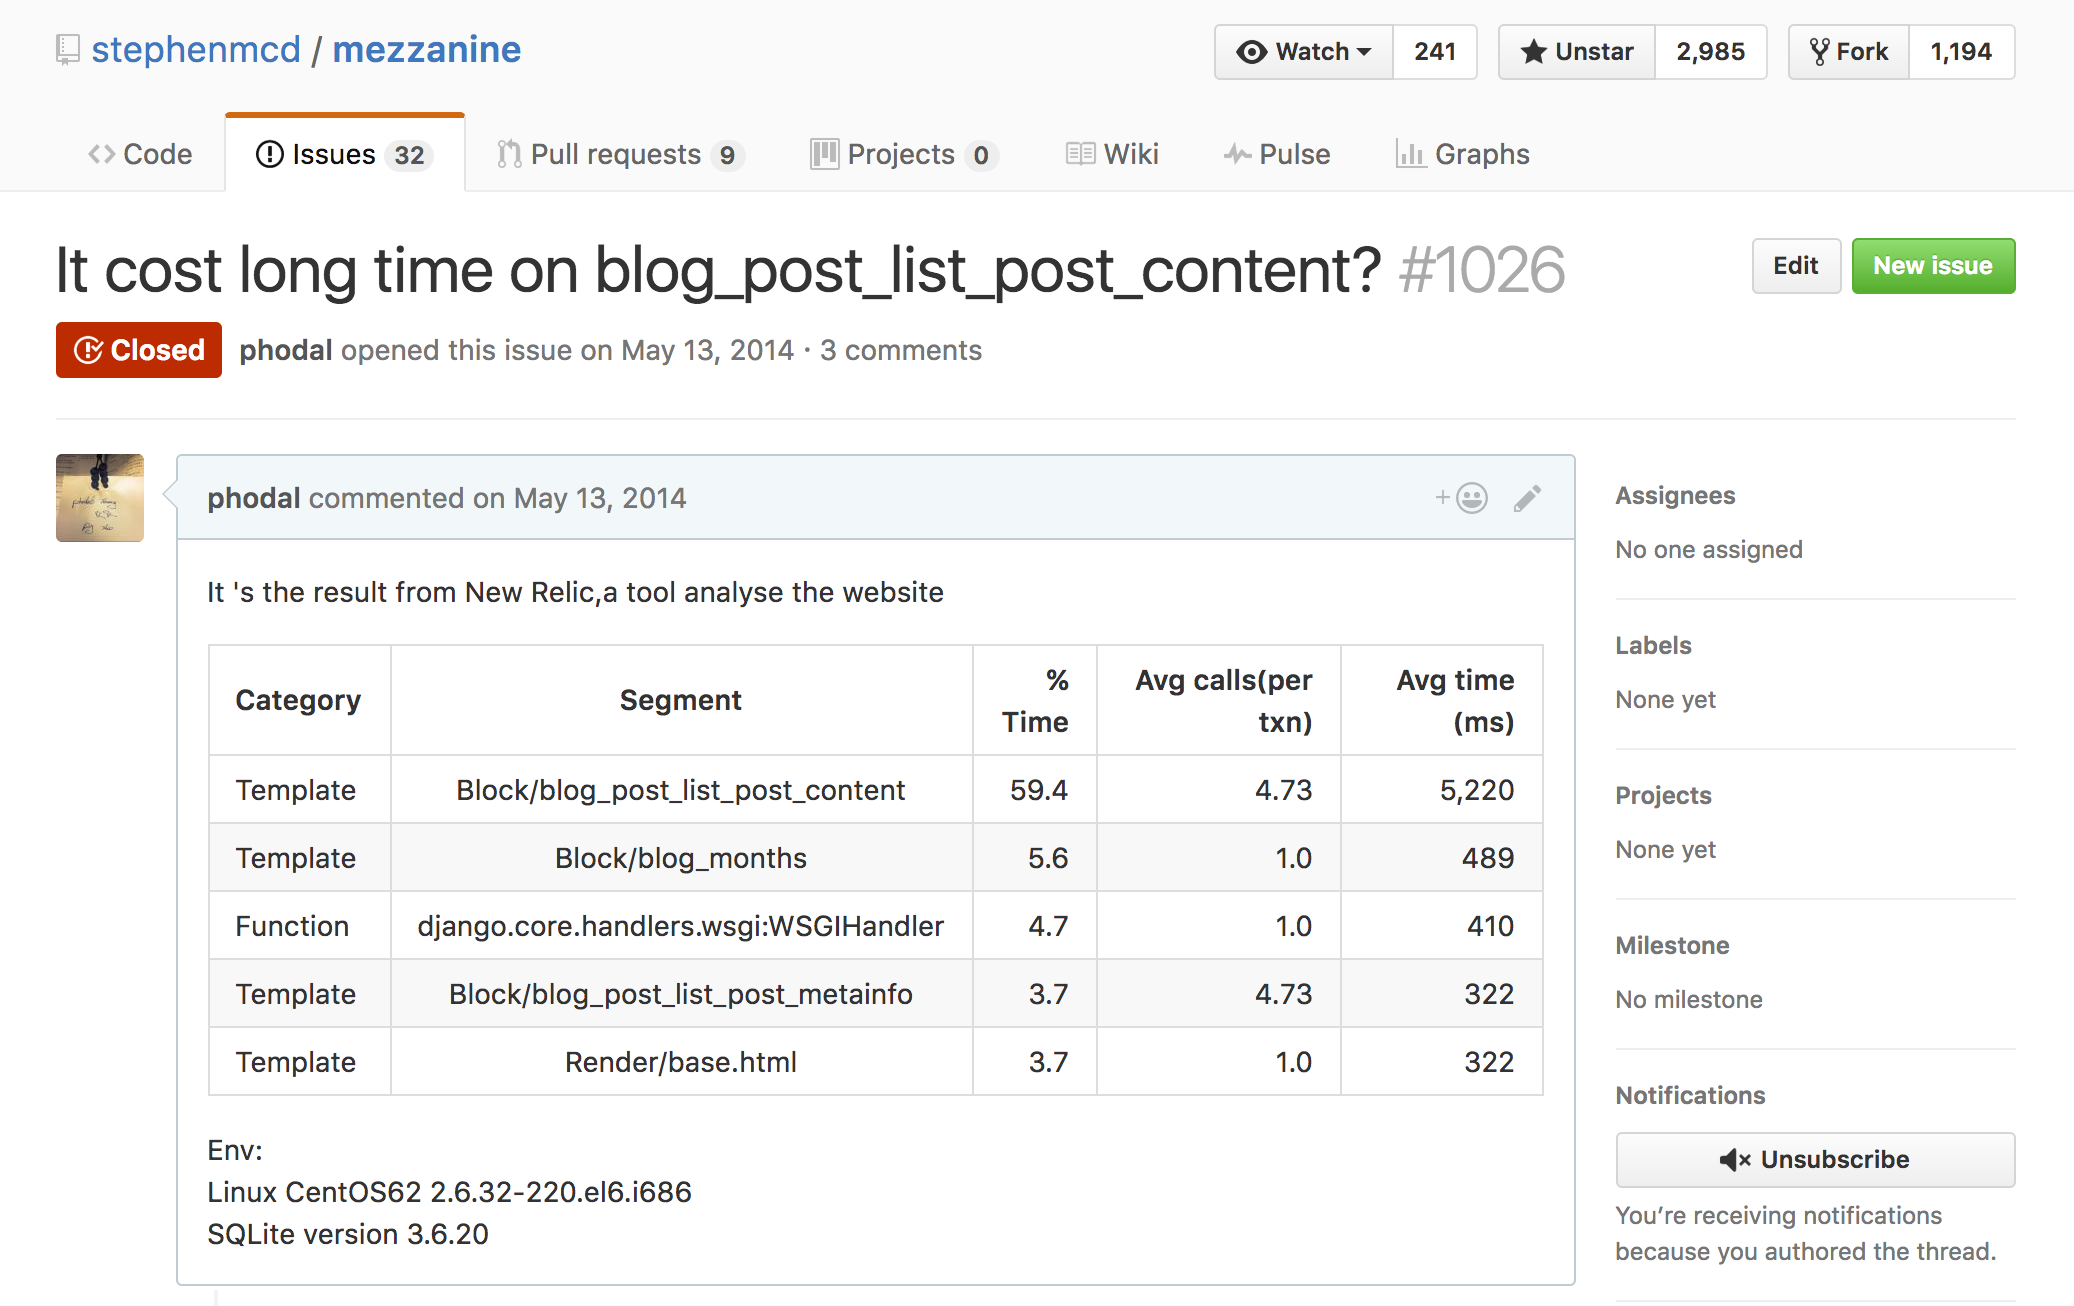 stephenmcd / mezzanine
Watch 241 Unstar 2,985 Fork 1,194
Code Issues 32 Pull requests 9 Projects 0 Wiki Pulse Graphs
It cost long time on blog_post_list_post_content? #1026
Edit New issue
Closed phodal opened this issue on May 13, 2014 · 3 comments
phodal commented on May 13, 2014
It 's the result from New Relic,a tool analyse the website
Category Segment % Time Avg calls(per txn) Avg time (ms)
Template Block/blog_post_list_post_content 59.4 4.73 5,220
Template Block/blog_months 5.6 1.0 489
Function django.core.handlers.wsgi:WSGIHandler 4.7 1.0 410
Template Block/blog_post_list_post_metainfo 3.7 4.73 322
Template Render/base.html 3.7 1.0 322
Env:
Linux CentOS62 2.6.32-220.el6.i686
SQLite version 3.6.20
Assignees
No one assigned
Labels
None yet
Projects
None yet
Milestone
No milestone
Notifications
Unsubscribe
You’re receiving notifications
because you authored the thread.